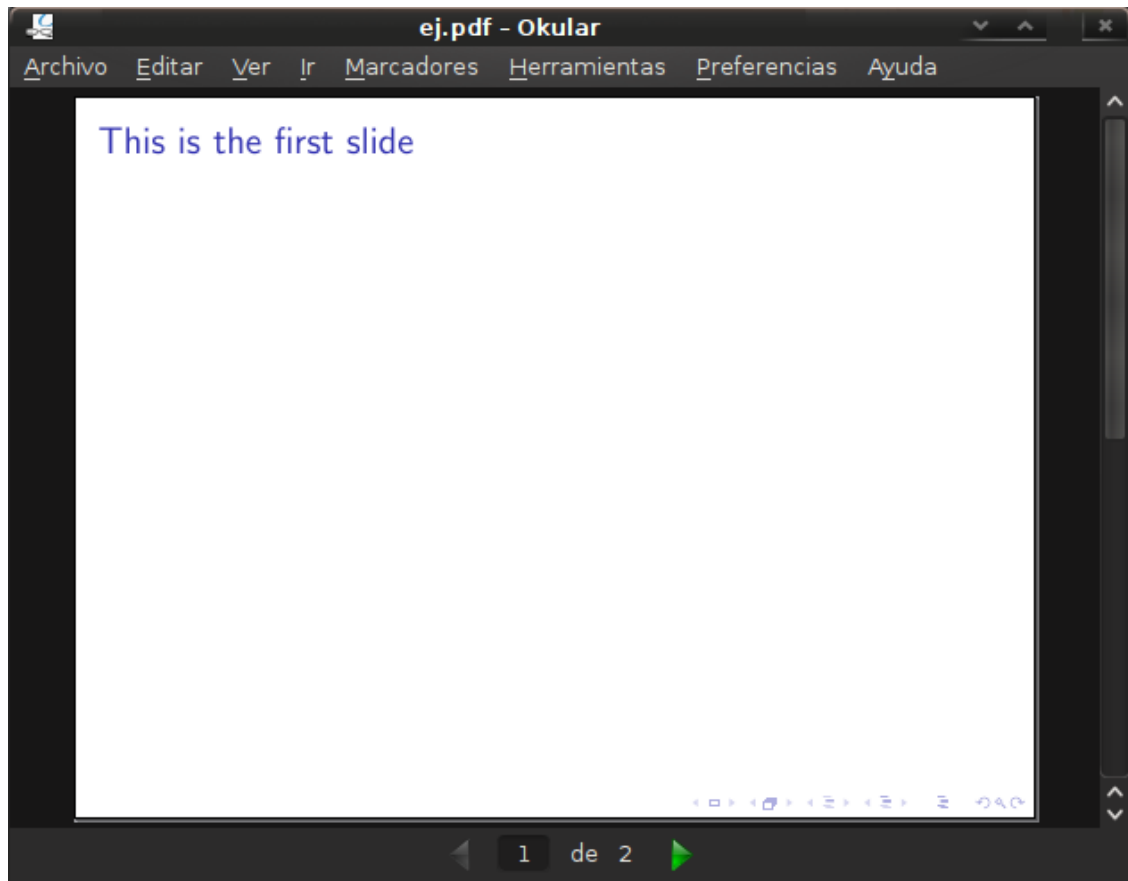 ej.pdf – Okular
Archivo Editar Ver Ir Marcadores Herramientas Preferencias Ayuda
This is the first slide
1 de 2